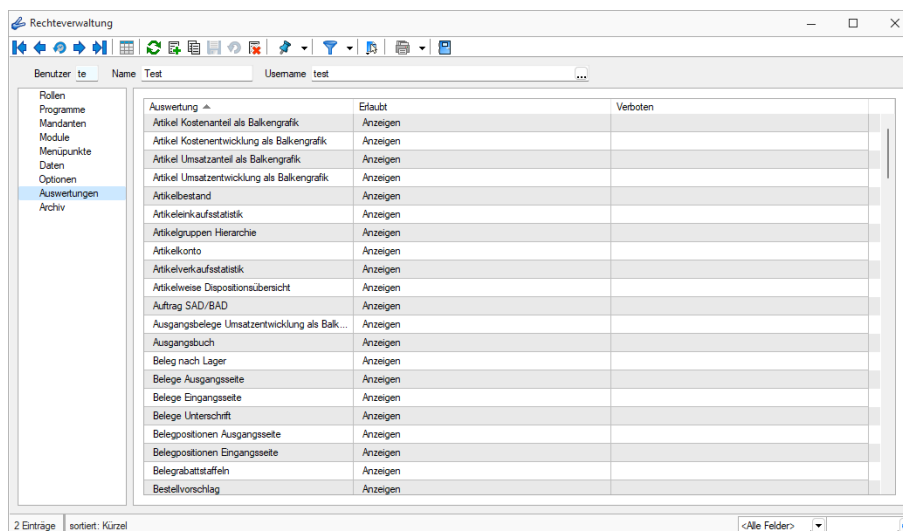 Rechteverwaltung
Benutzer te Name Test Username test ...
Rollen
Programme
Mandanten
Module
Menüpunkte
Daten
Optionen
Auswertungen
Archiv
Auswertung Erlaubt Verboten
Artikel Kostenanteil als Balkengrafik Anzeigen
Artikel Kostenentwicklung als Balkengrafik Anzeigen
Artikel Umsatzanteil als Balkengrafik Anzeigen
Artikel Umsatzentwicklung als Balkengrafik Anzeigen
Artikelbestand Anzeigen
Artikeleinkaufsstatistik Anzeigen
Artikelgruppen Hierarchie Anzeigen
Artikelkonto Anzeigen
Artikelverkaufsstatistik Anzeigen
Artikelweise Dispositionsübersicht Anzeigen
Auftrag SAD/BAD Anzeigen
Ausgangsbelege Umsatzentwicklung als Balk... Anzeigen
Ausgangsbuch Anzeigen
Beleg nach Lager Anzeigen
Belege Ausgangsseite Anzeigen
Belege Eingangsseite Anzeigen
Belege Unterschrift Anzeigen
Belegpositionen Ausgangsseite Anzeigen
Belegpositionen Eingangsseite Anzeigen
Belegrabattstaffeln Anzeigen
Bestellvorschlag Anzeigen
2 Einträge sortiert: Kürzel <Alle Felder>